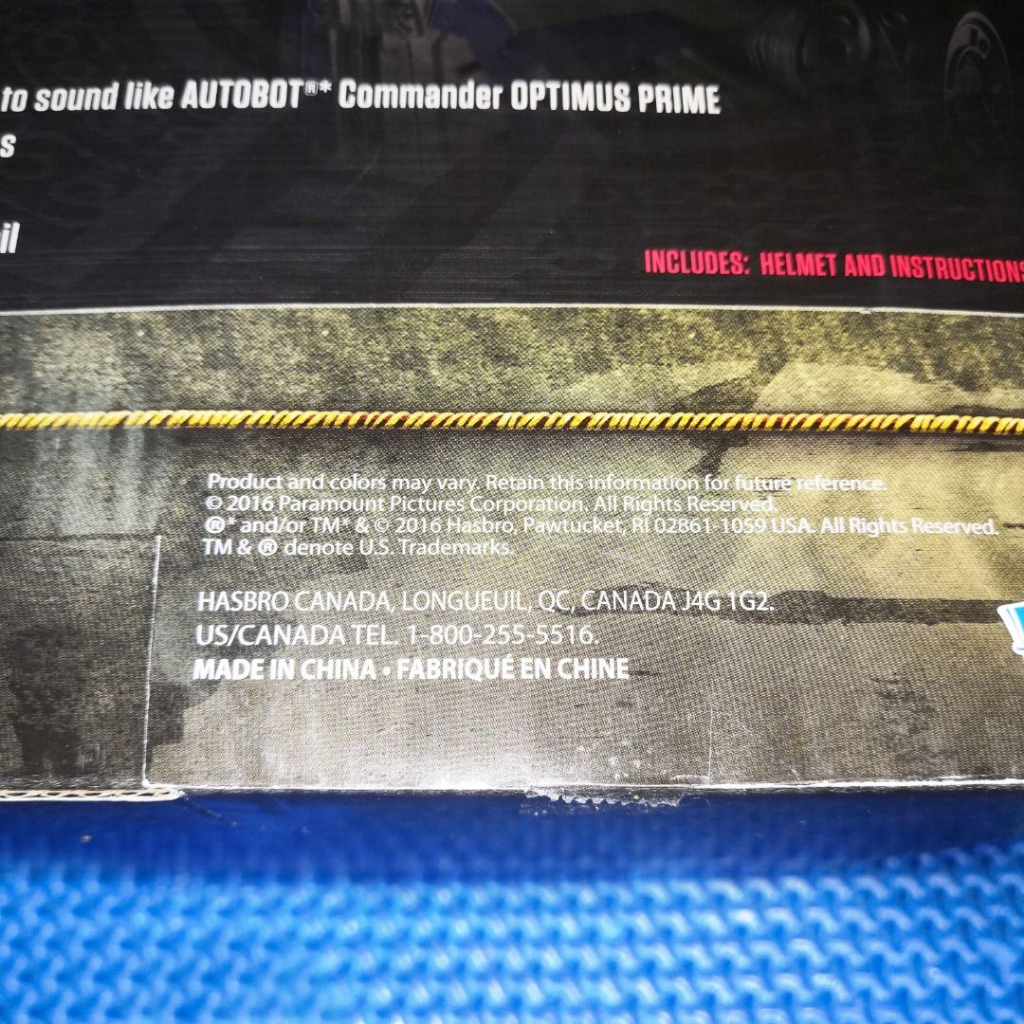 to sound like AUTOBOT®* Commander OPTIMUS PRIME
s
il
INCLUDES: HELMET AND INSTRUCTIONS
Product and colors may vary. Retain this information for future reference.
© 2016 Paramount Pictures Corporation. All Rights Reserved.
®* and/or TM* & © 2016 Hasbro, Pawtucket, RI 02861-1059 USA. All Rights Reserved.
TM & ® denote U.S. Trademarks.
HASBRO CANADA, LONGUEUIL, QC, CANADA J4G 1G2.
US/CANADA TEL. 1-800-255-5516.
MADE IN CHINA • FABRIQUÉ EN CHINE